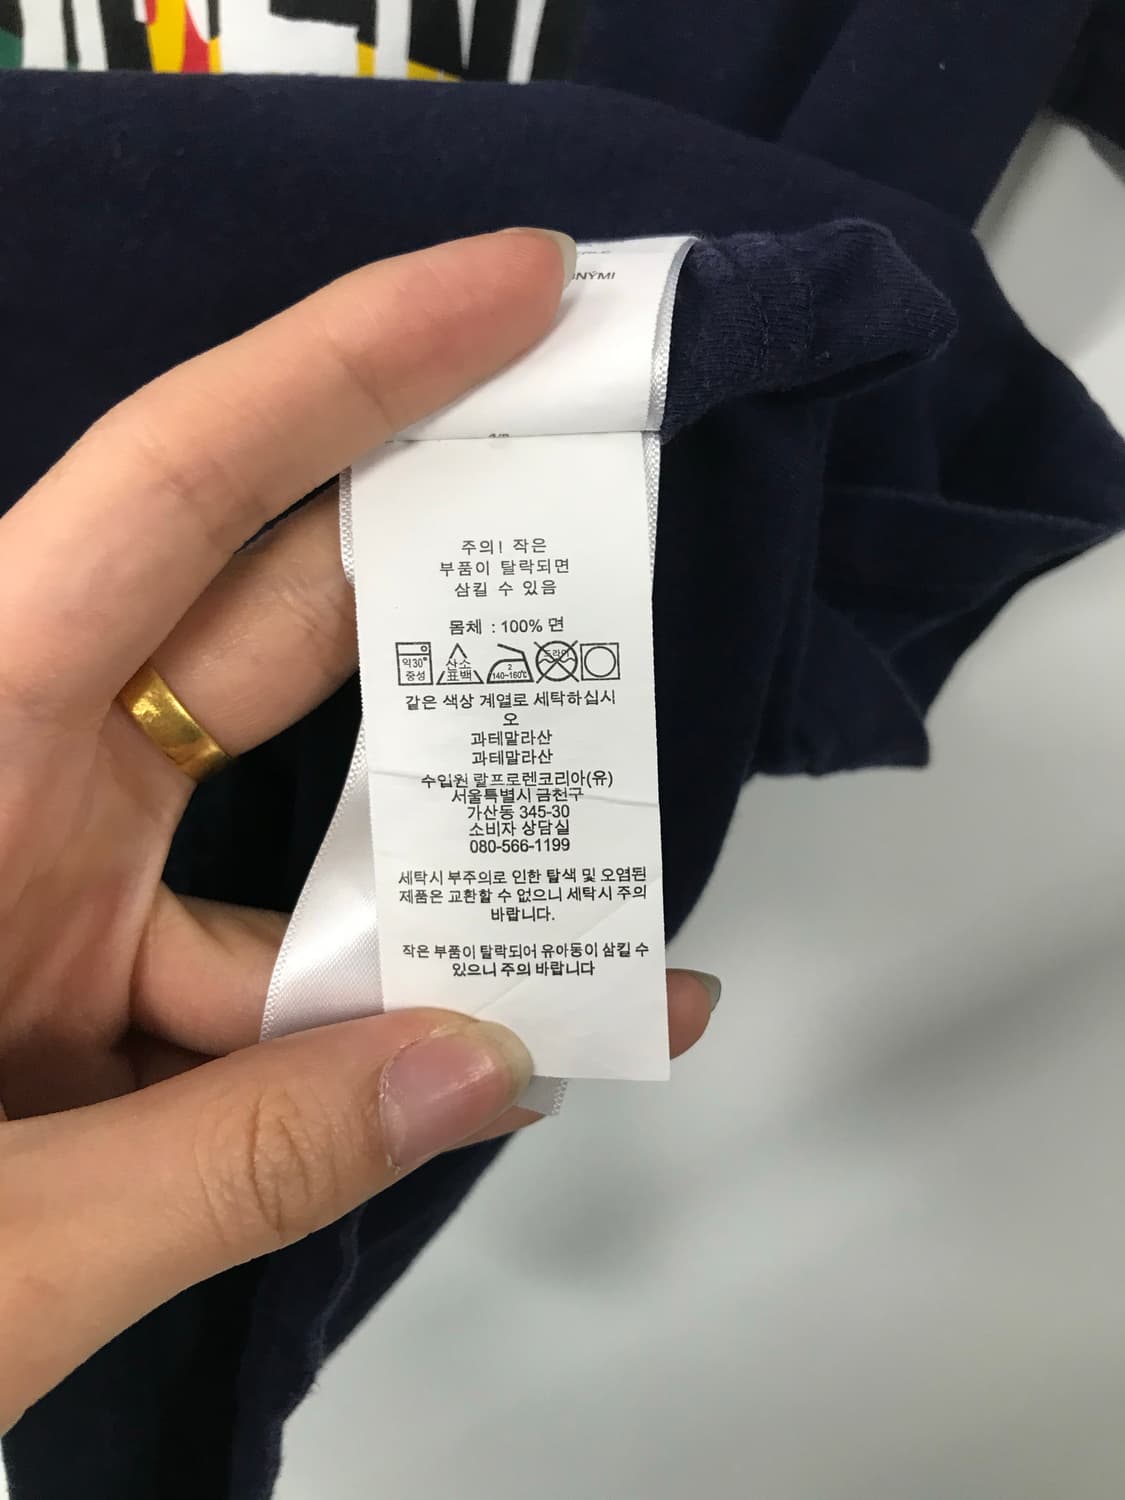 NÝMI
주의! 작은
부품이 탈락되면
삼킬 수 있음
몸체 : 100% 면
약30° 중성
산소 표백
2 140~160℃
드라이
같은 색상 계열로 세탁하십시
오
과테말라산
과테말라산
수입원 랄프로렌코리아(유)
서울특별시 금천구
가산동 345-30
소비자 상담실
080-566-1199
세탁시 부주의로 인한 탈색 및 오염된
제품은 교환할 수 없으니 세탁시 주의
바랍니다.
작은 부품이 탈락되어 유아동이 삼킬 수
있으니 주의 바랍니다